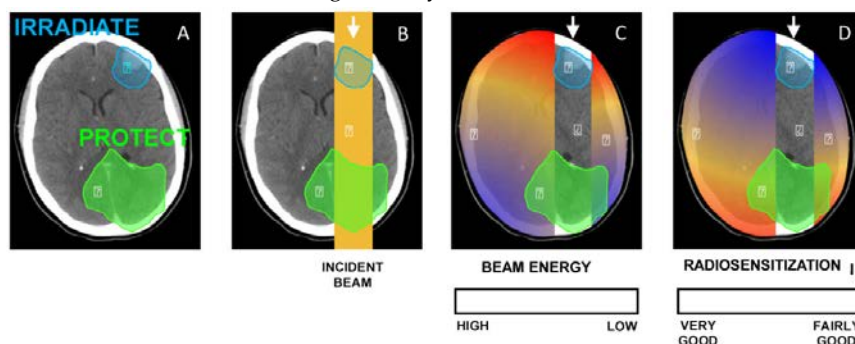 IRRADIATE
A
PROTECT
B
INCIDENT
BEAM
C
BEAM ENERGY
HIGH LOW
D
RADIOSENSITIZATION
VERY
GOOD
FAIRLY
GOOD